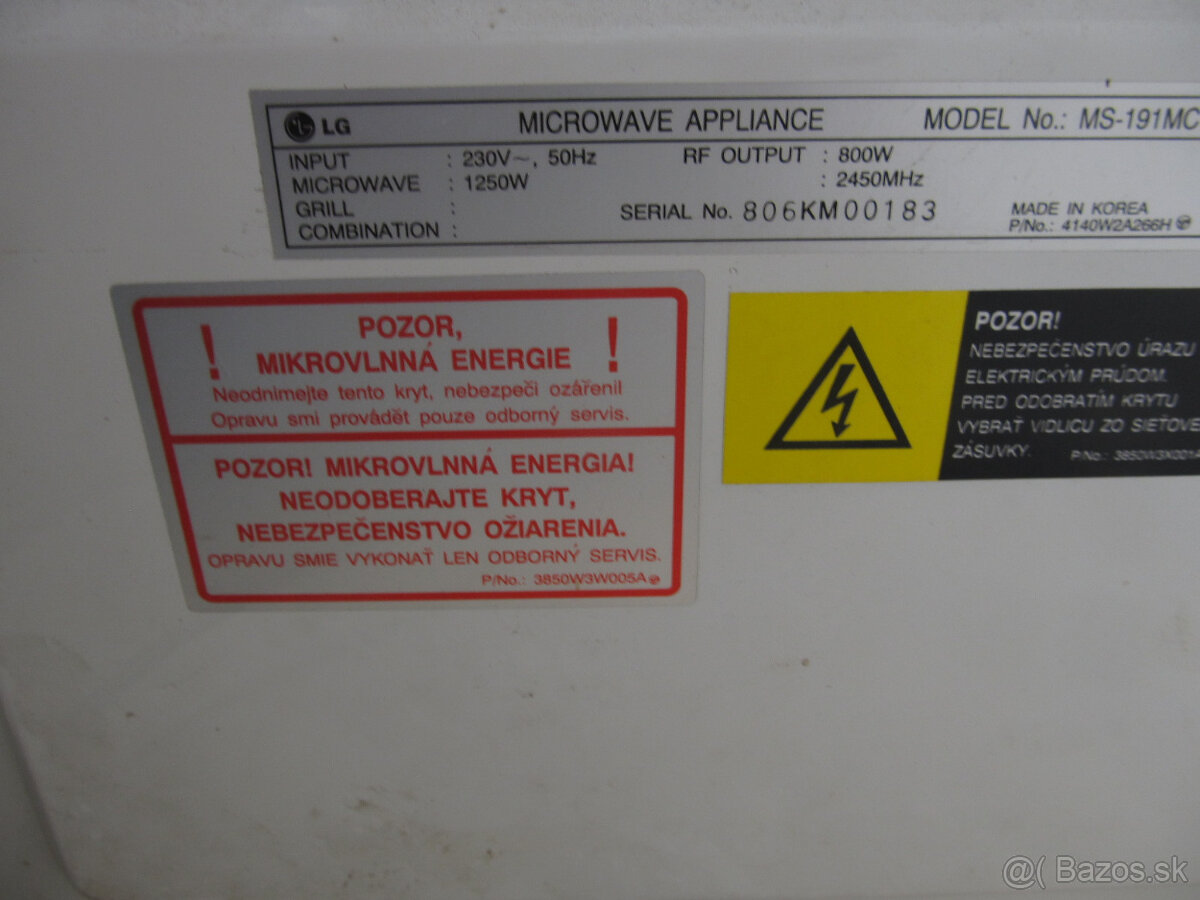 LG MICROWAVE APPLIANCE MODEL No.: MS-191MC
INPUT : 230V~, 50Hz RF OUTPUT : 800W
MICROWAVE : 1250W : 2450MHz
GRILL :
SERIAL No. 806KM00183 MADE IN KOREA
COMBINATION : P/No.: 4140W2A266H
! POZOR, !
MIKROVLNNÁ ENERGIE
Neodnímejte tento kryt, nebezpečí ozáření!
Opravu smí provádět pouze odborný servis.
POZOR! MIKROVLNNÁ ENERGIA!
NEODOBERAJTE KRYT,
NEBEZPEČENSTVO OŽIARENIA.
OPRAVU SMIE VYKONAŤ LEN ODBORNÝ SERVIS.
P/No.: 3850W3W005A
POZOR!
NEBEZPEČENSTVO ÚRAZU
ELEKTRICKÝM PRÚDOM.
PRED ODOBRATÍM KRYTU
VYBRAŤ VIDLICU ZO SIEŤOVE
ZÁSUVKY. P/No.: 3850W3X001A
@( Bazos.sk